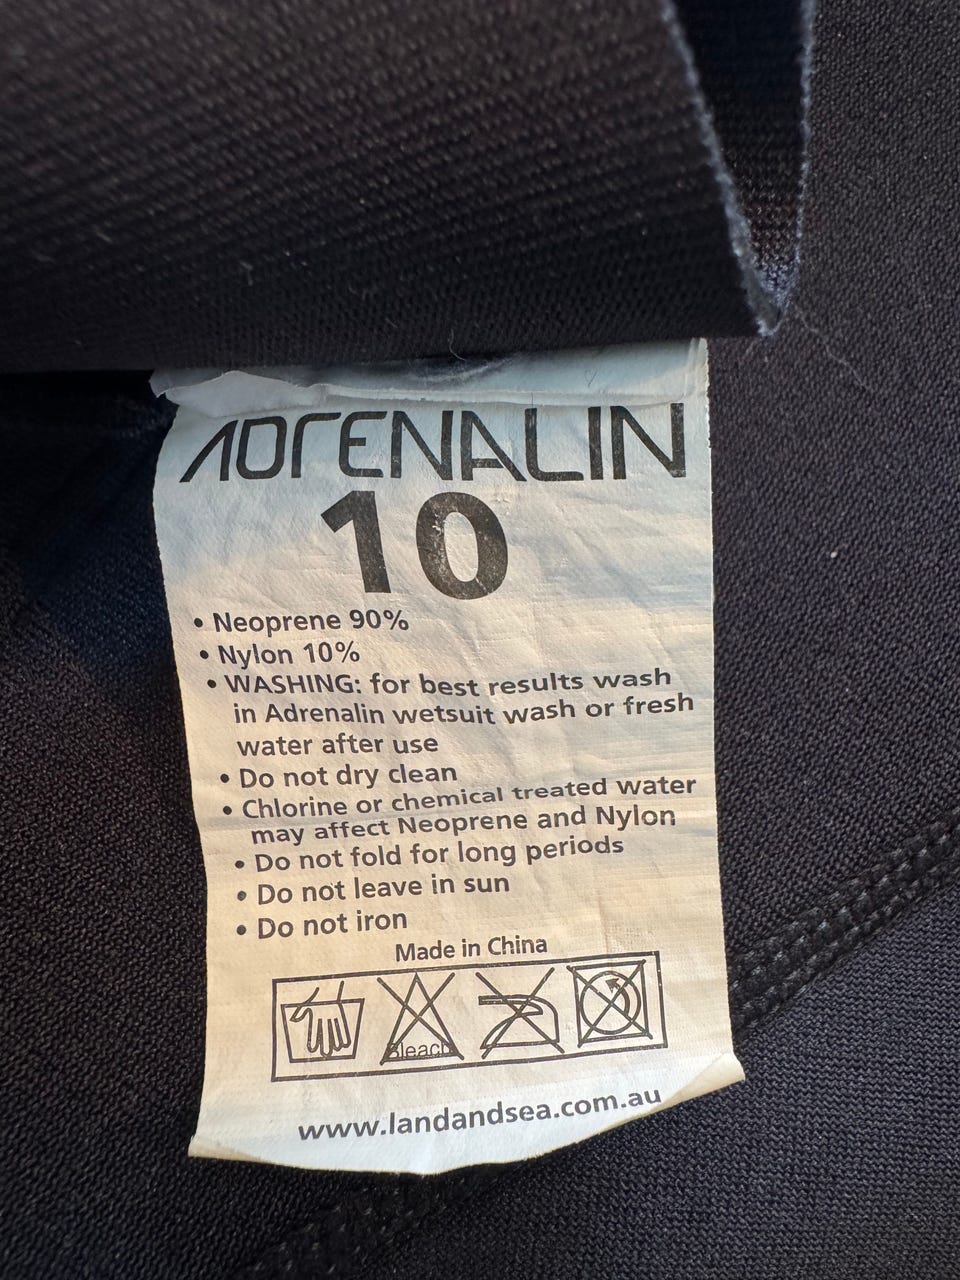 ADRENALIN
10
• Neoprene 90%
• Nylon 10%
• WASHING: for best results wash
in Adrenalin wetsuit wash or fresh
water after use
• Do not dry clean
• Chlorine or chemical treated water
may affect Neoprene and Nylon
• Do not fold for long periods
• Do not leave in sun
• Do not iron
Made in China
Bleach
www.landandsea.com.au